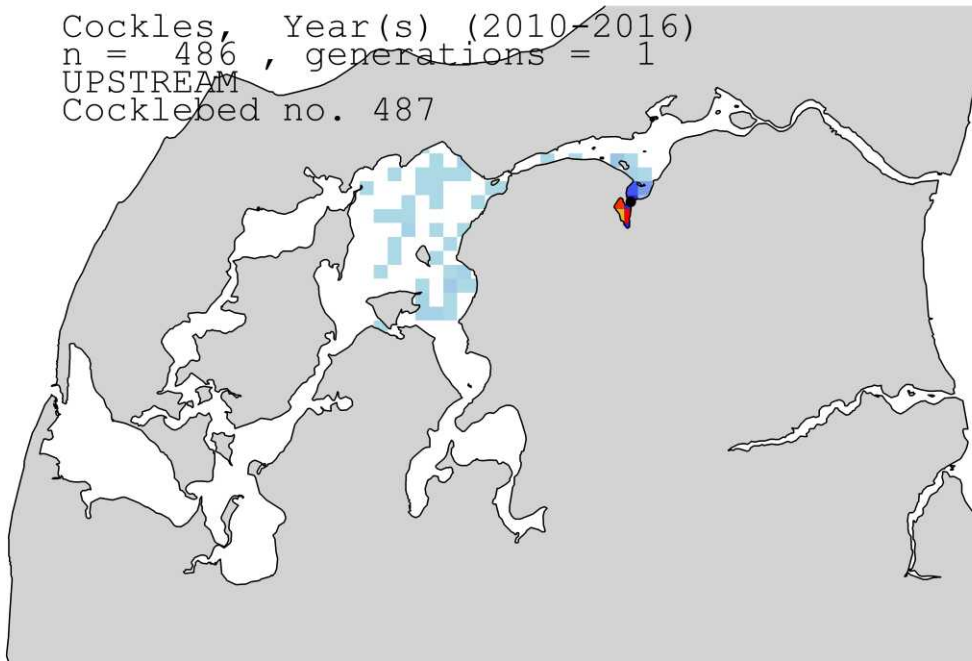 Cockles, Year(s) (2010-2016)
n = 486 , generations = 1
UPSTREAM
Cocklebed no. 487